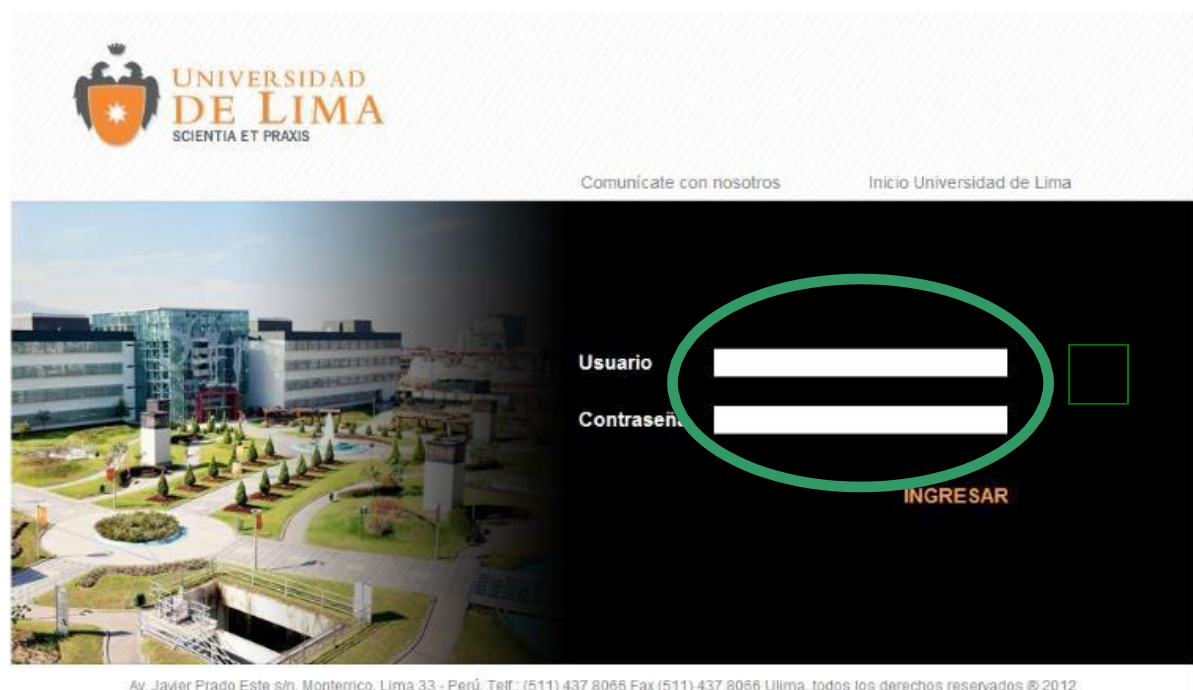 UNIVERSIDAD
DE LIMA
SCIENTIA ET PRAXIS
Comunícate con nosotros Inicio Universidad de Lima
Usuario
Contraseñ
INGRESAR
Av. Javier Prado Este s/n. Monterrico, Lima 33 - Perú. Telf.: (511) 437 8066 Fax (511) 437 8066 Ulima, todos los derechos reservados ® 2012